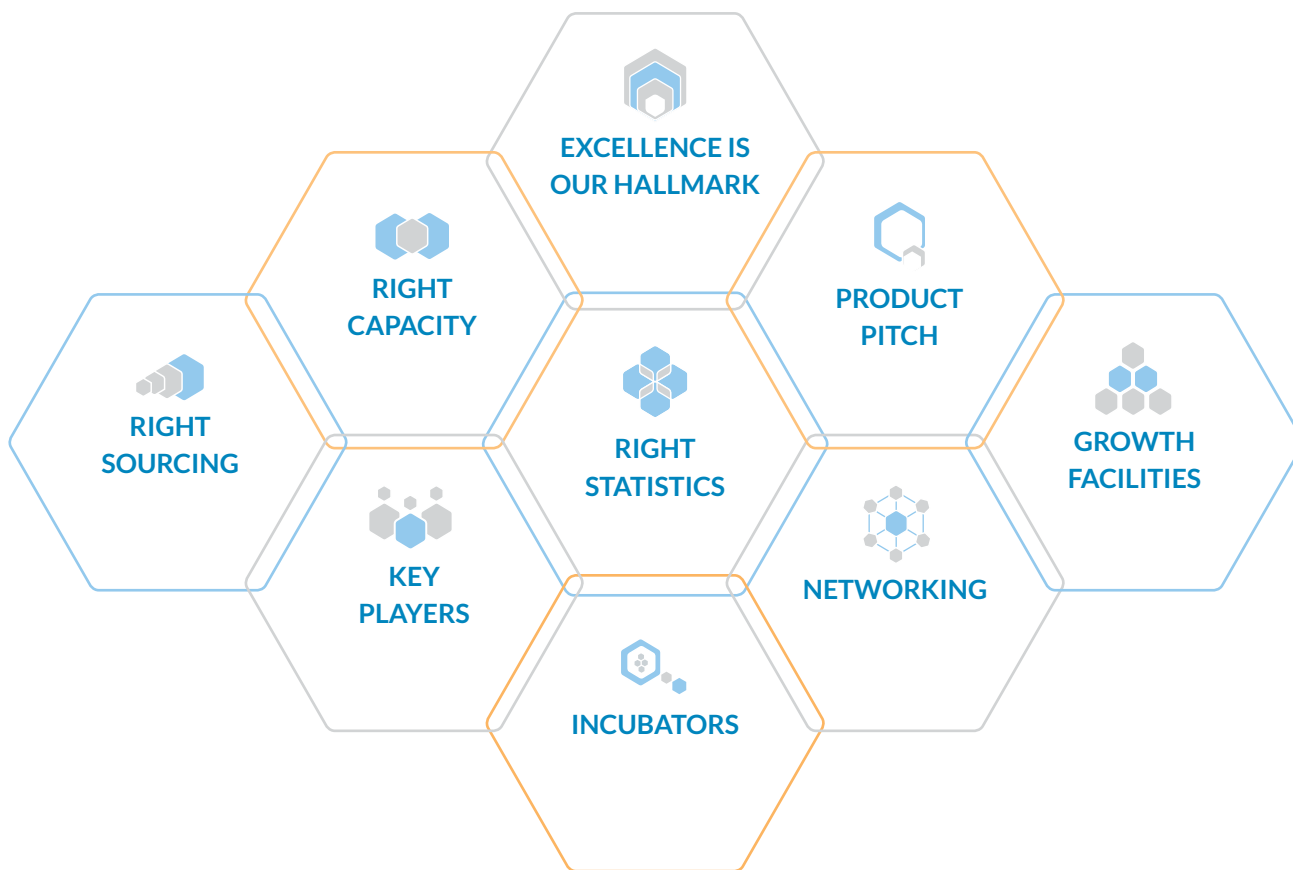 EXCELLENCE IS
OUR HALLMARK
RIGHT
CAPACITY
PRODUCT
PITCH
RIGHT
SOURCING
RIGHT
STATISTICS
GROWTH
FACILITIES
KEY
PLAYERS
NETWORKING
INCUBATORS